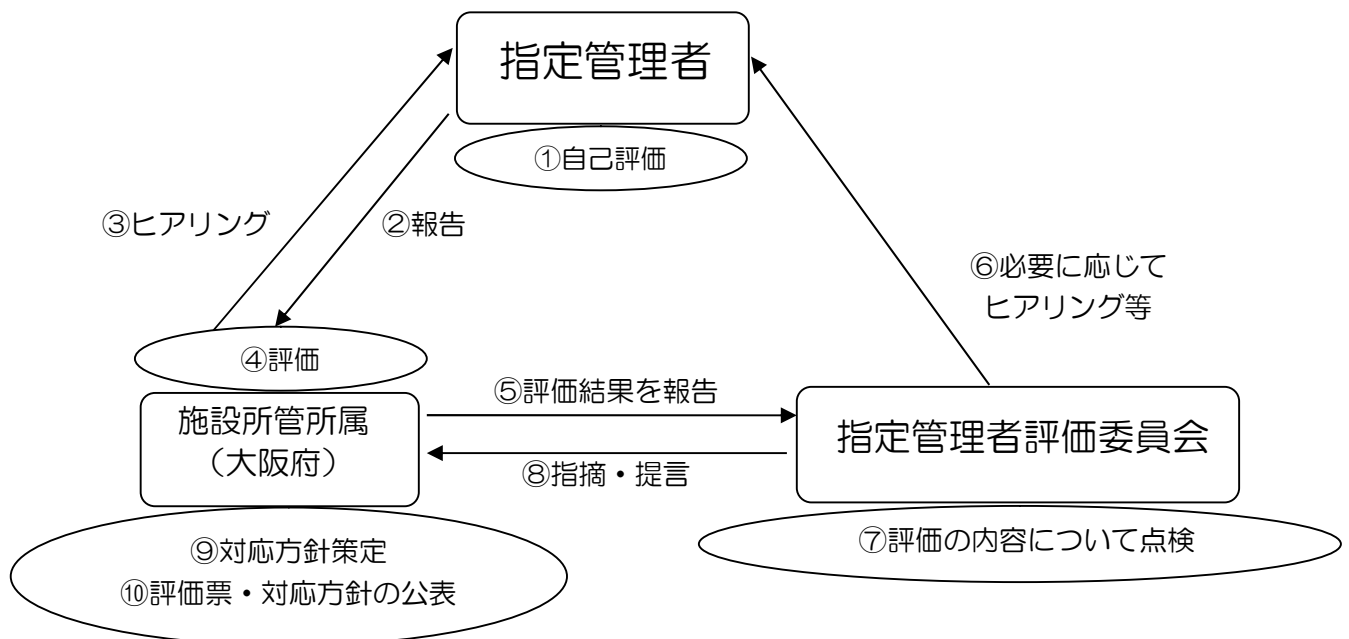 指定管理者
①自己評価
③ヒアリング
②報告
⑥必要に応じて
ヒアリング等
④評価
⑤評価結果を報告
施設所管所属
(大阪府)
指定管理者評価委員会
⑧指摘・提言
⑨対応方針策定
⑩評価票・対応方針の公表
⑦評価の内容について点検